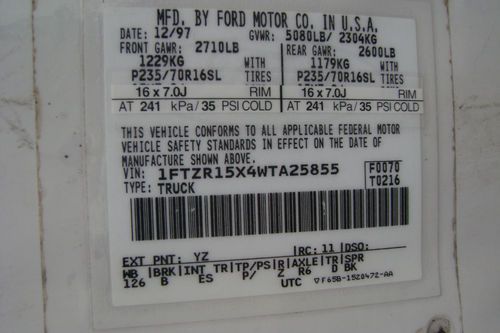 MFD. BY FORD MOTOR CO. IN U.S.A.
DATE: 12/97 GVWR: 5080LB/ 2304KG
FRONT GAWR: 2710LB REAR GAWR: 2600LB
1229KG WITH 1179KG WITH
P235/70R16SL TIRES P235/70R16SL TIRES
16 x 7.0J RIM 16 x 7.0J RIM
AT 241 kPa/35 PSI COLD AT 241 kPa/35 PSI COLD
THIS VEHICLE CONFORMS TO ALL APPLICABLE FEDERAL MOTOR
VEHICLE SAFETY STANDARDS IN EFFECT ON THE DATE OF
MANUFACTURE SHOWN ABOVE.
VIN: 1FTZR15X4WTA25855 F0070
TYPE: TRUCK T0216
EXT PNT: YZ RC: 11 DSO:
WB BRK INT TR TP/PS R AXLE TR SPR
126 B ES P/ Z R6 D BK
UTC ▽F65B-1520472-AA